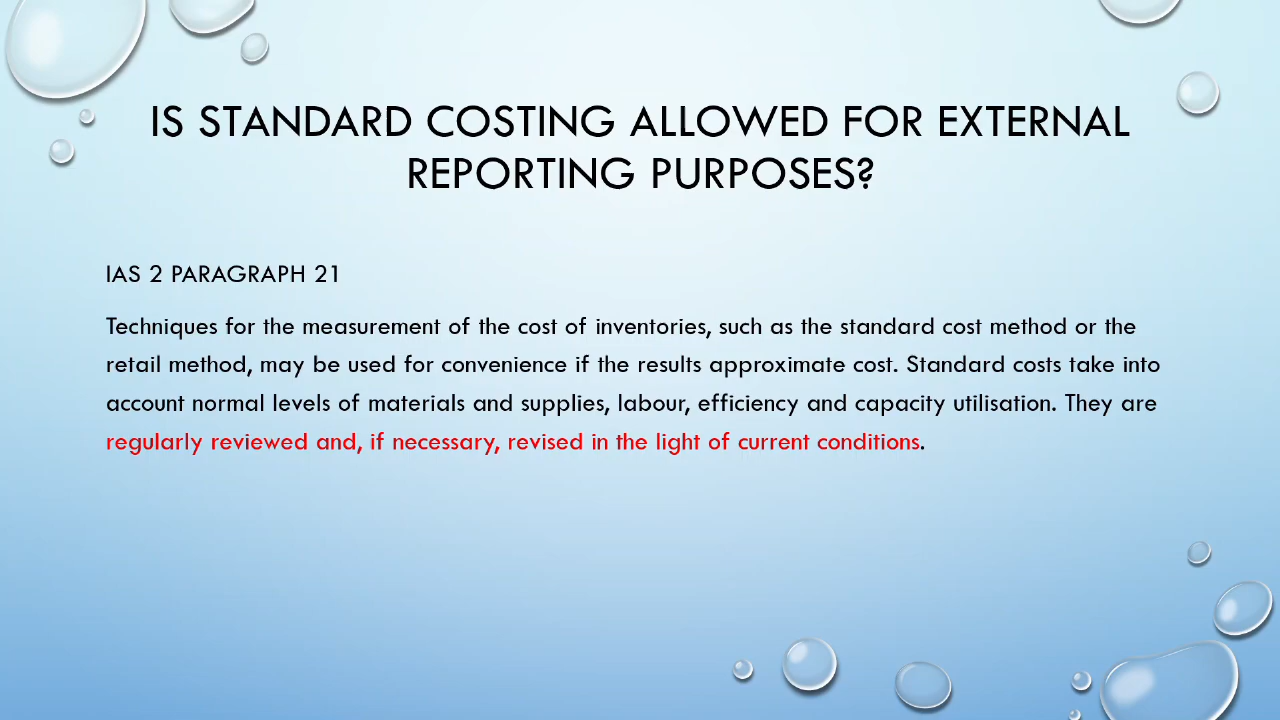 IS STANDARD COSTING ALLOWED FOR EXTERNAL
REPORTING PURPOSES?
IAS 2 PARAGRAPH 21
Techniques for the measurement of the cost of inventories, such as the standard cost method or the
retail method, may be used for convenience if the results approximate cost. Standard costs take into
account normal levels of materials and supplies, labour, efficiency and capacity utilisation. They are
regularly reviewed and, if necessary, revised in the light of current conditions.